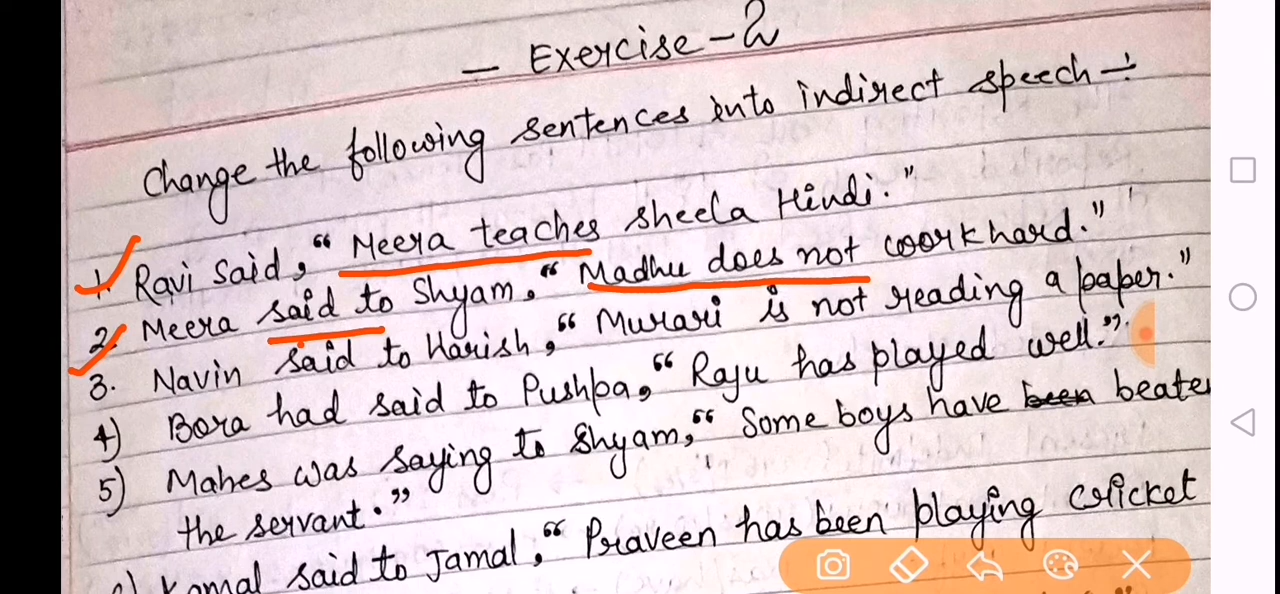 — Exercise - 2
Change the following sentences into indirect speech ÷
1. Ravi said, "Meera teaches sheela Hindi."
2. Meera said to Shyam, "Madhu does not work hard."
3. Navin said to Harish, "Murari is not reading a paper."
4) Bora had said to Pushpa, "Raju has played well."
5) Mahes was saying to Shyam, "Some boys have been beaten
the servant."
Kamal said to Jamal, "Praveen has been playing cricket